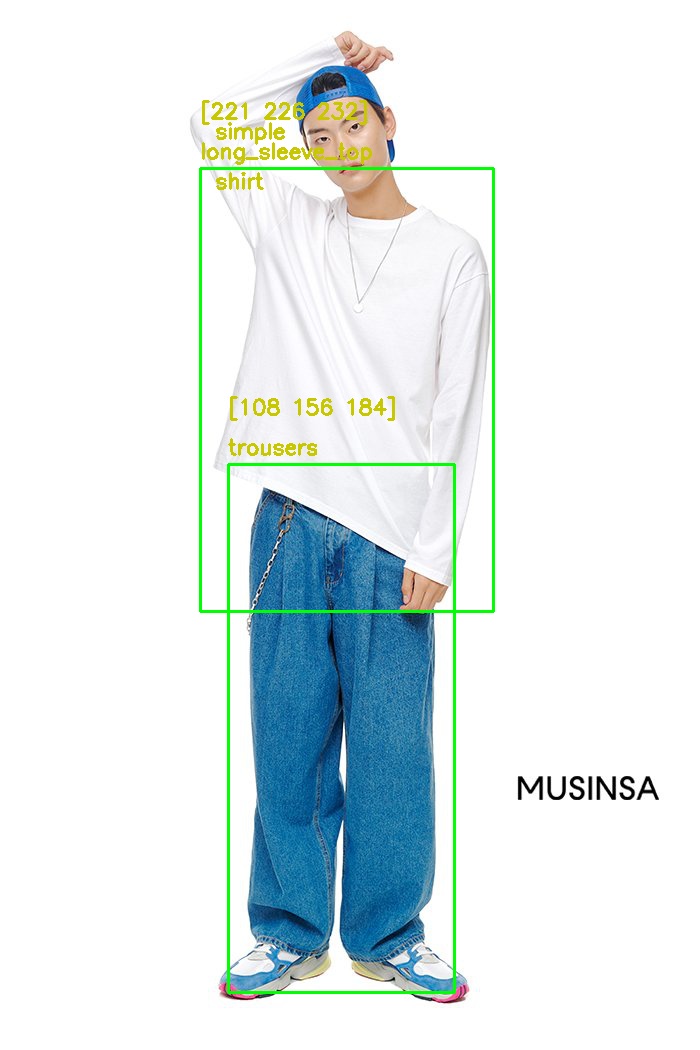 [221 226 232]
simple
long_sleeve_top
shirt
[108 156 184]
trousers
MUSINSA